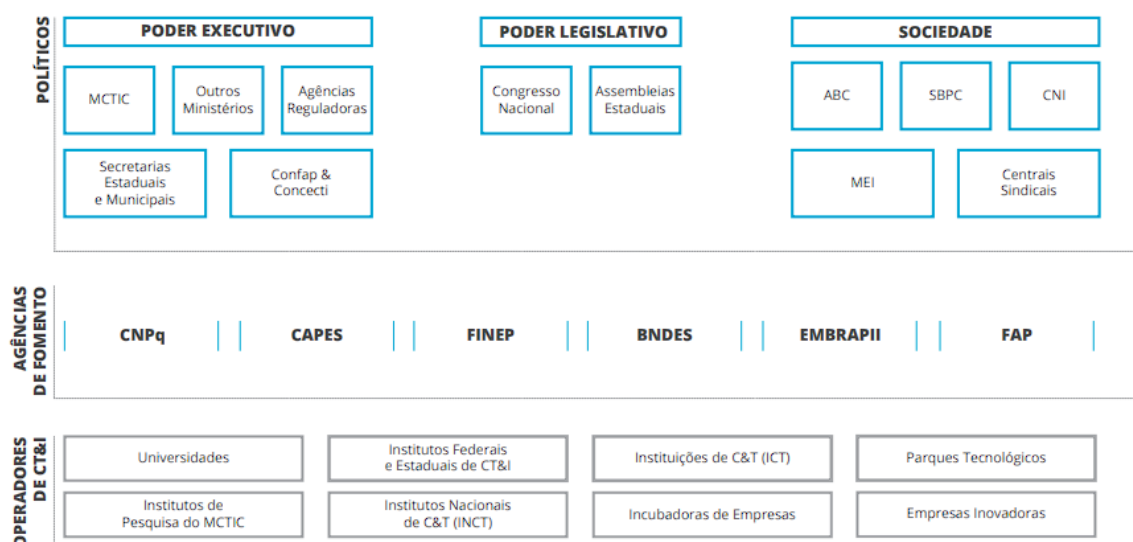 POLÍTICOS
PODER EXECUTIVO
PODER LEGISLATIVO
SOCIEDADE
MCTIC
Outros
Ministérios
Agências
Reguladoras
Congresso
Nacional
Assembleias
Estaduais
ABC
SBPC
CNI
Secretarias
Estaduais
e Municipais
Confap &
Concecti
MEI
Centrais
Sindicais
AGÊNCIAS
DE FOMENTO
CNPq
CAPES
FINEP
BNDES
EMBRAPII
FAP
OPERADORES
DE CT&I
Universidades
Institutos Federais
e Estaduais de CT&I
Instituições de C&T (ICT)
Parques Tecnológicos
Institutos de
Pesquisa do MCTIC
Institutos Nacionais
de C&T (INCT)
Incubadoras de Empresas
Empresas Inovadoras